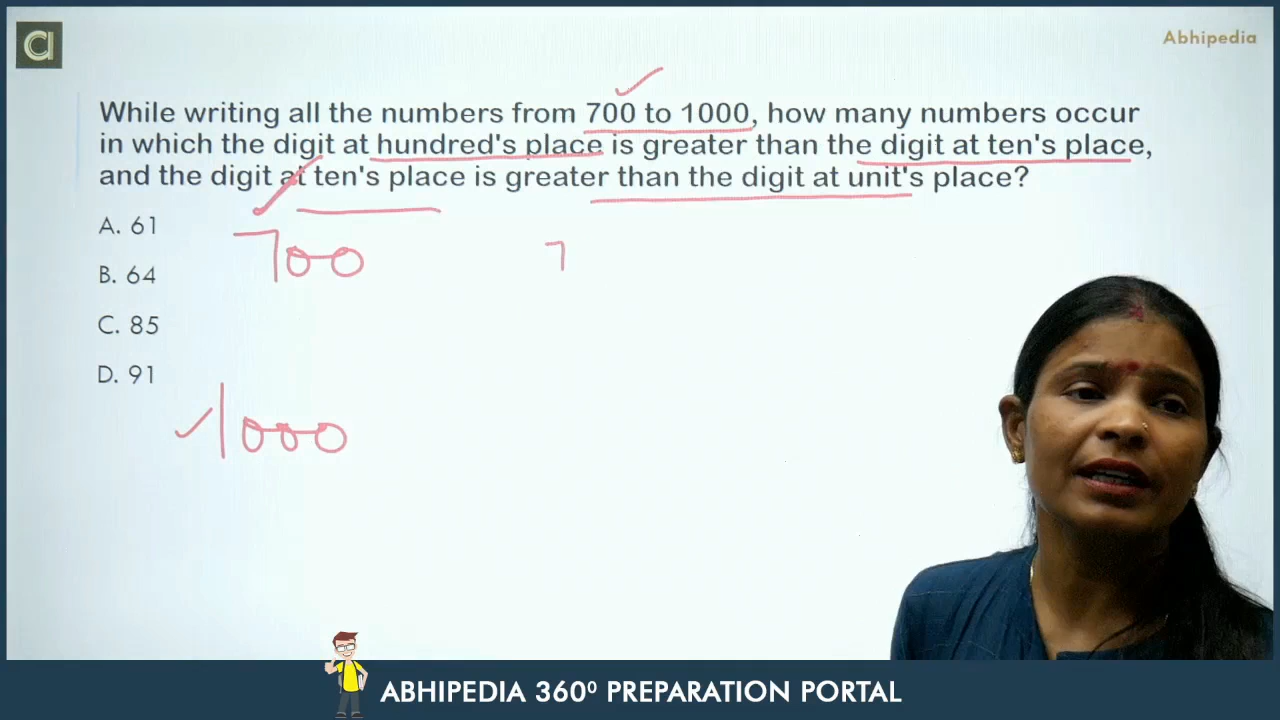 Abhipedia
While writing all the numbers from 700 to 1000, how many numbers occur
in which the digit at hundred's place is greater than the digit at ten's place,
and the digit at ten's place is greater than the digit at unit's place?
A. 61
700
7
B. 64
C. 85
D. 91
1000
ABHIPEDIA 360⁰ PREPARATION PORTAL